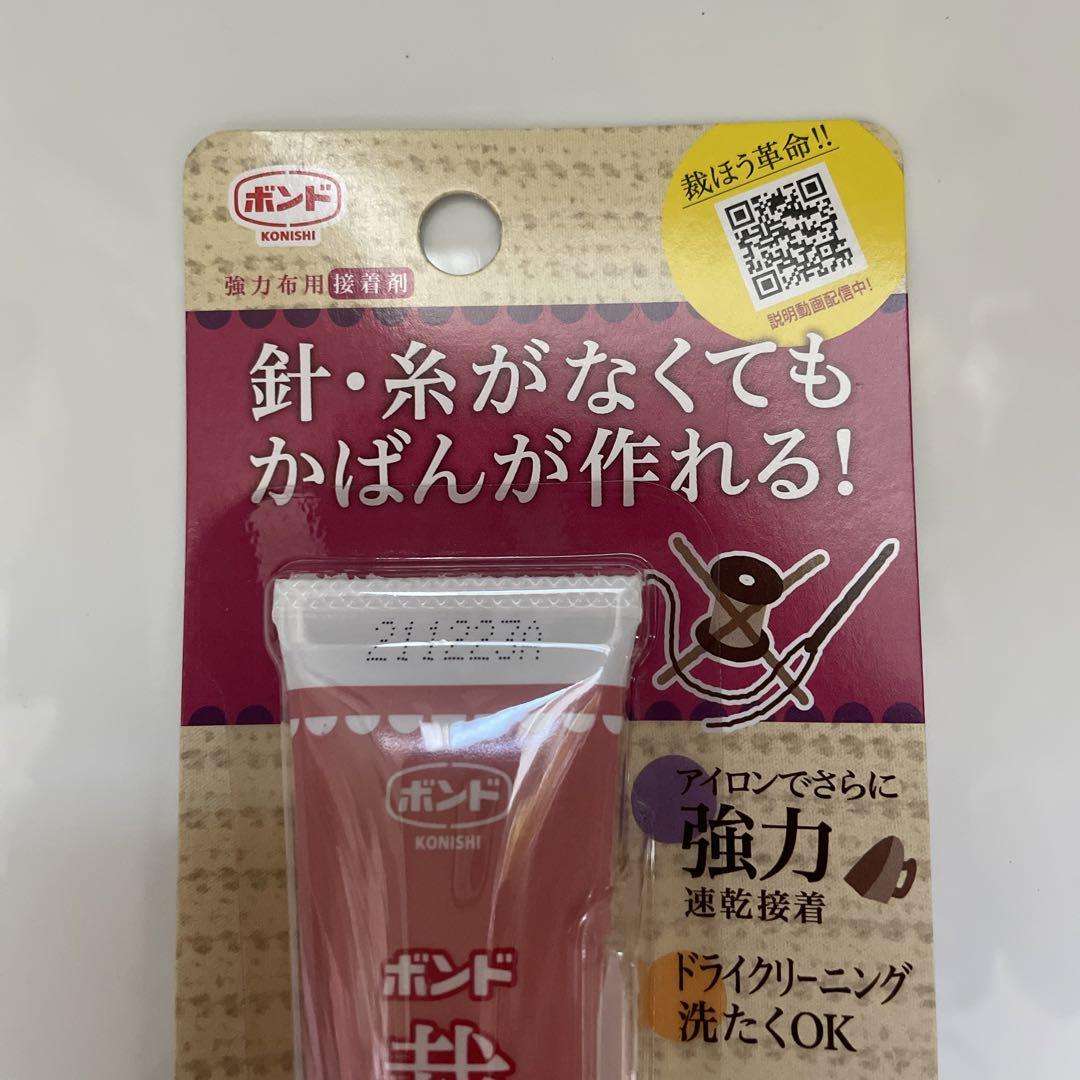 ボンド
KONISHI
強力布用 接着剤
裁ほう革命!!
説明動画配信中!
針・糸がなくても
かばんが作れる!
アイロンでさらに
強力
速乾接着
ドライクリーニング
洗たくOK
ボンド
KONISHI
ボンド